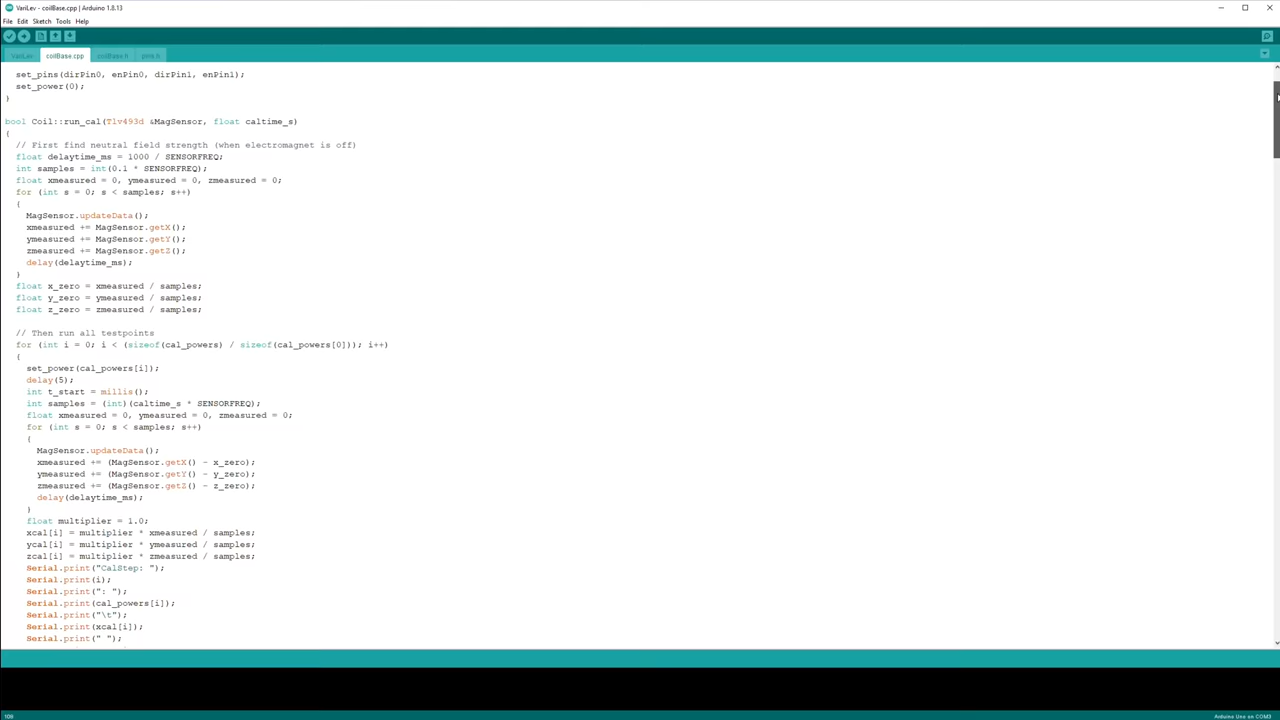 VariLev - coilBase.cpp | Arduino 1.8.13
File Edit Sketch Tools Help
VariLev coilBase.cpp coilBase.h pins.h
set_pins(dirPin0, enPin0, dirPin1, enPin1);
set_power(0);
}
bool Coil::run_cal(Tlv493d &MagSensor, float caltime_s)
{
// First find neutral field strength (when electromagnet is off)
float delaytime_ms = 1000 / SENSORFREQ;
int samples = int(0.1 * SENSORFREQ);
float xmeasured = 0, ymeasured = 0, zmeasured = 0;
for (int s = 0; s < samples; s++)
{
MagSensor.updateData();
xmeasured += MagSensor.getX();
ymeasured += MagSensor.getY();
zmeasured += MagSensor.getZ();
delay(delaytime_ms);
}
float x_zero = xmeasured / samples;
float y_zero = ymeasured / samples;
float z_zero = zmeasured / samples;
// Then run all testpoints
for (int i = 0; i < (sizeof(cal_powers) / sizeof(cal_powers[0])); i++)
{
set_power(cal_powers[i]);
delay(5);
int t_start = millis();
int samples = (int)(caltime_s * SENSORFREQ);
float xmeasured = 0, ymeasured = 0, zmeasured = 0;
for (int s = 0; s < samples; s++)
{
MagSensor.updateData();
xmeasured += (MagSensor.getX() - x_zero);
ymeasured += (MagSensor.getY() - y_zero);
zmeasured += (MagSensor.getZ() - z_zero);
delay(delaytime_ms);
}
float multiplier = 1.0;
xcal[i] = multiplier * xmeasured / samples;
ycal[i] = multiplier * ymeasured / samples;
zcal[i] = multiplier * zmeasured / samples;
Serial.print("CalStep: ");
Serial.print(i);
Serial.print(": ");
Serial.print(cal_powers[i]);
Serial.print("\t");
Serial.print(xcal[i]);
Serial.print(" ");
106 Arduino Uno on COM3